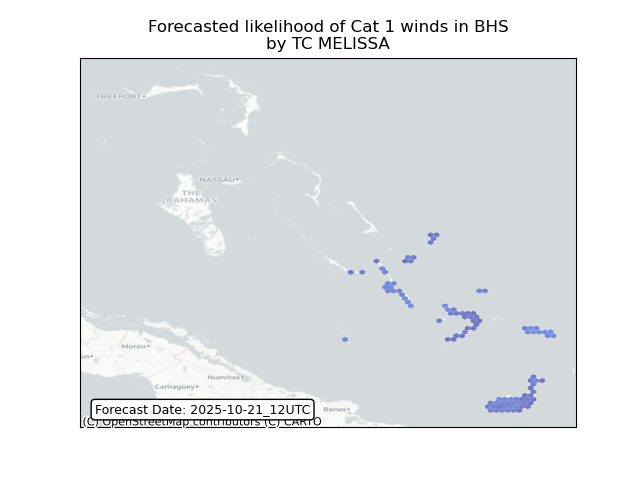 Forecasted likelihood of Cat 1 winds in BHS
by TC MELISSA
FREEPORT
NASSAU
THE
BAHAMAS
Morón
us
Nuevitas
Camagüey
Banes
Forecast Date: 2025-10-21_12UTC
(C) OpenStreetMap contributors (C) CARTO